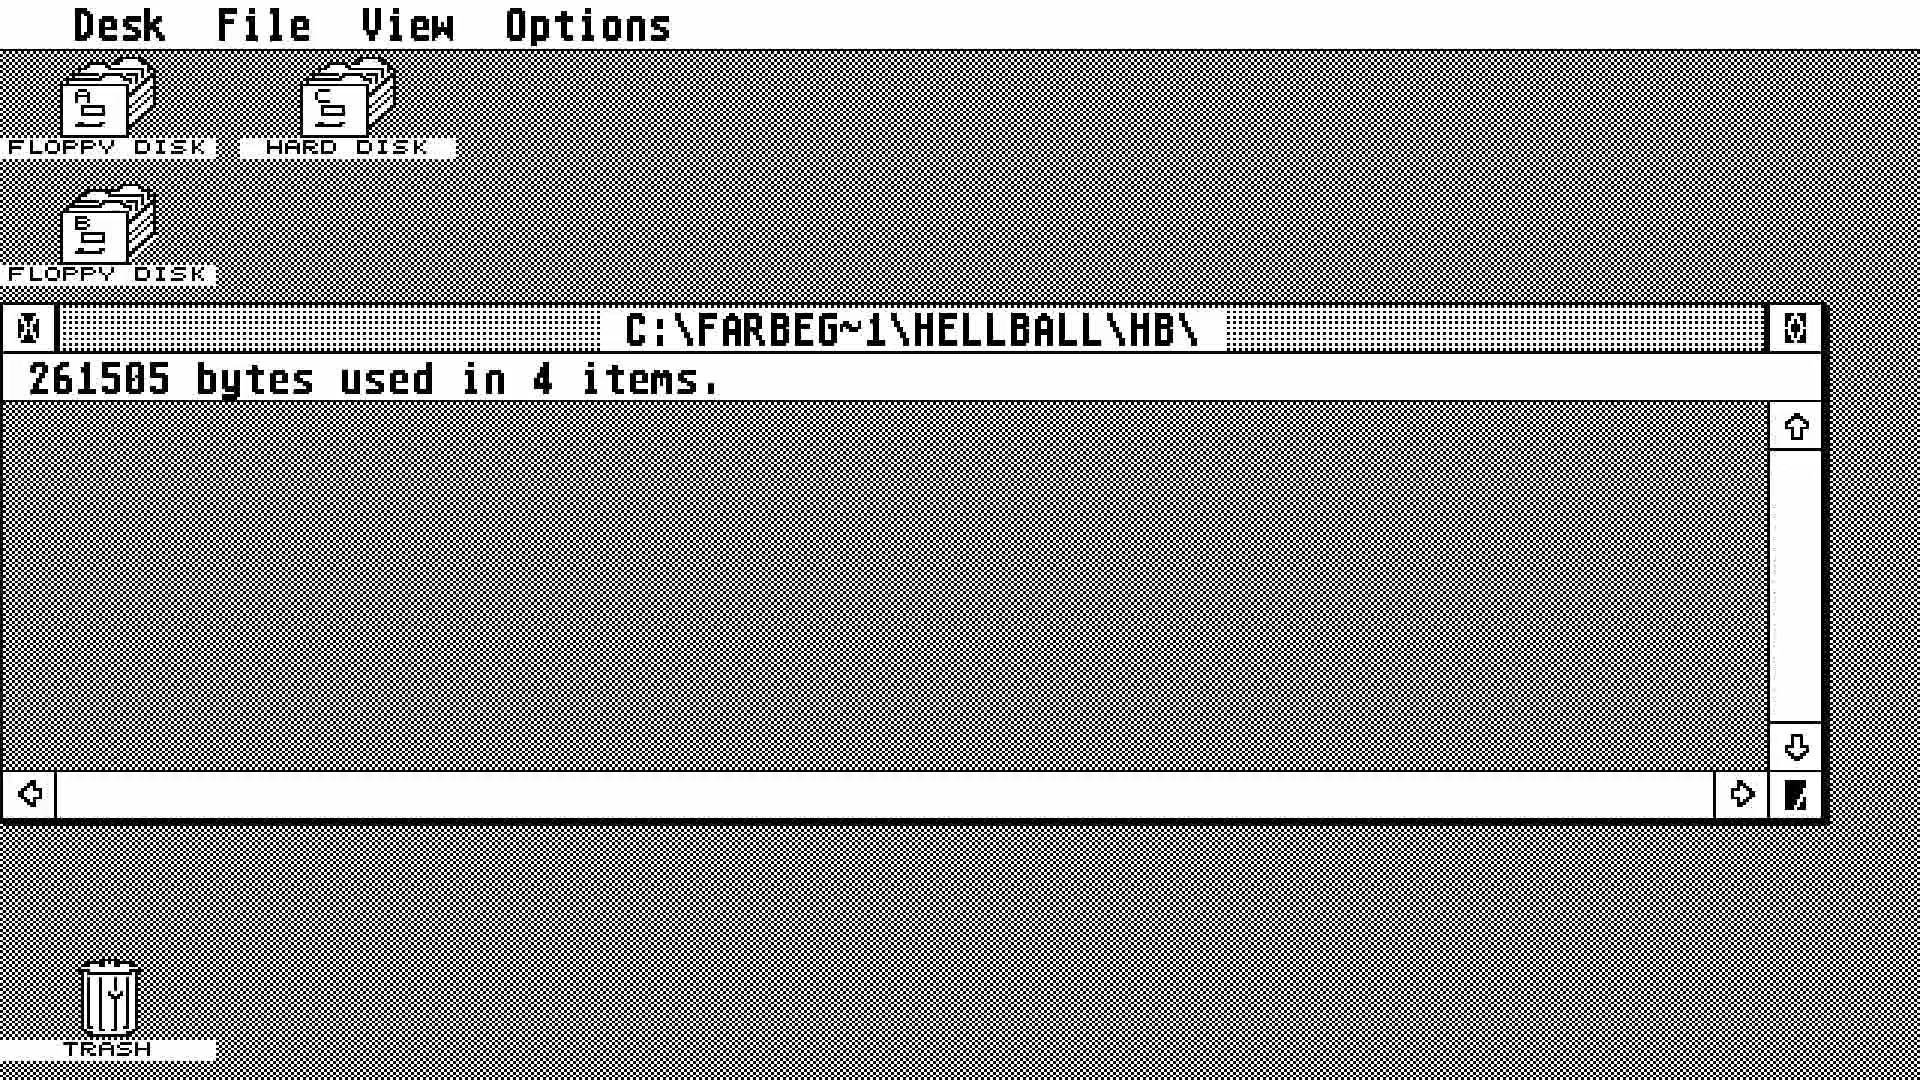 Desk File View Options
A
FLOPPY DISK
C
HARD DISK
B
FLOPPY DISK
C:\FARBEG~1\HELLBALL\HB\
261505 bytes used in 4 items.
TRASH